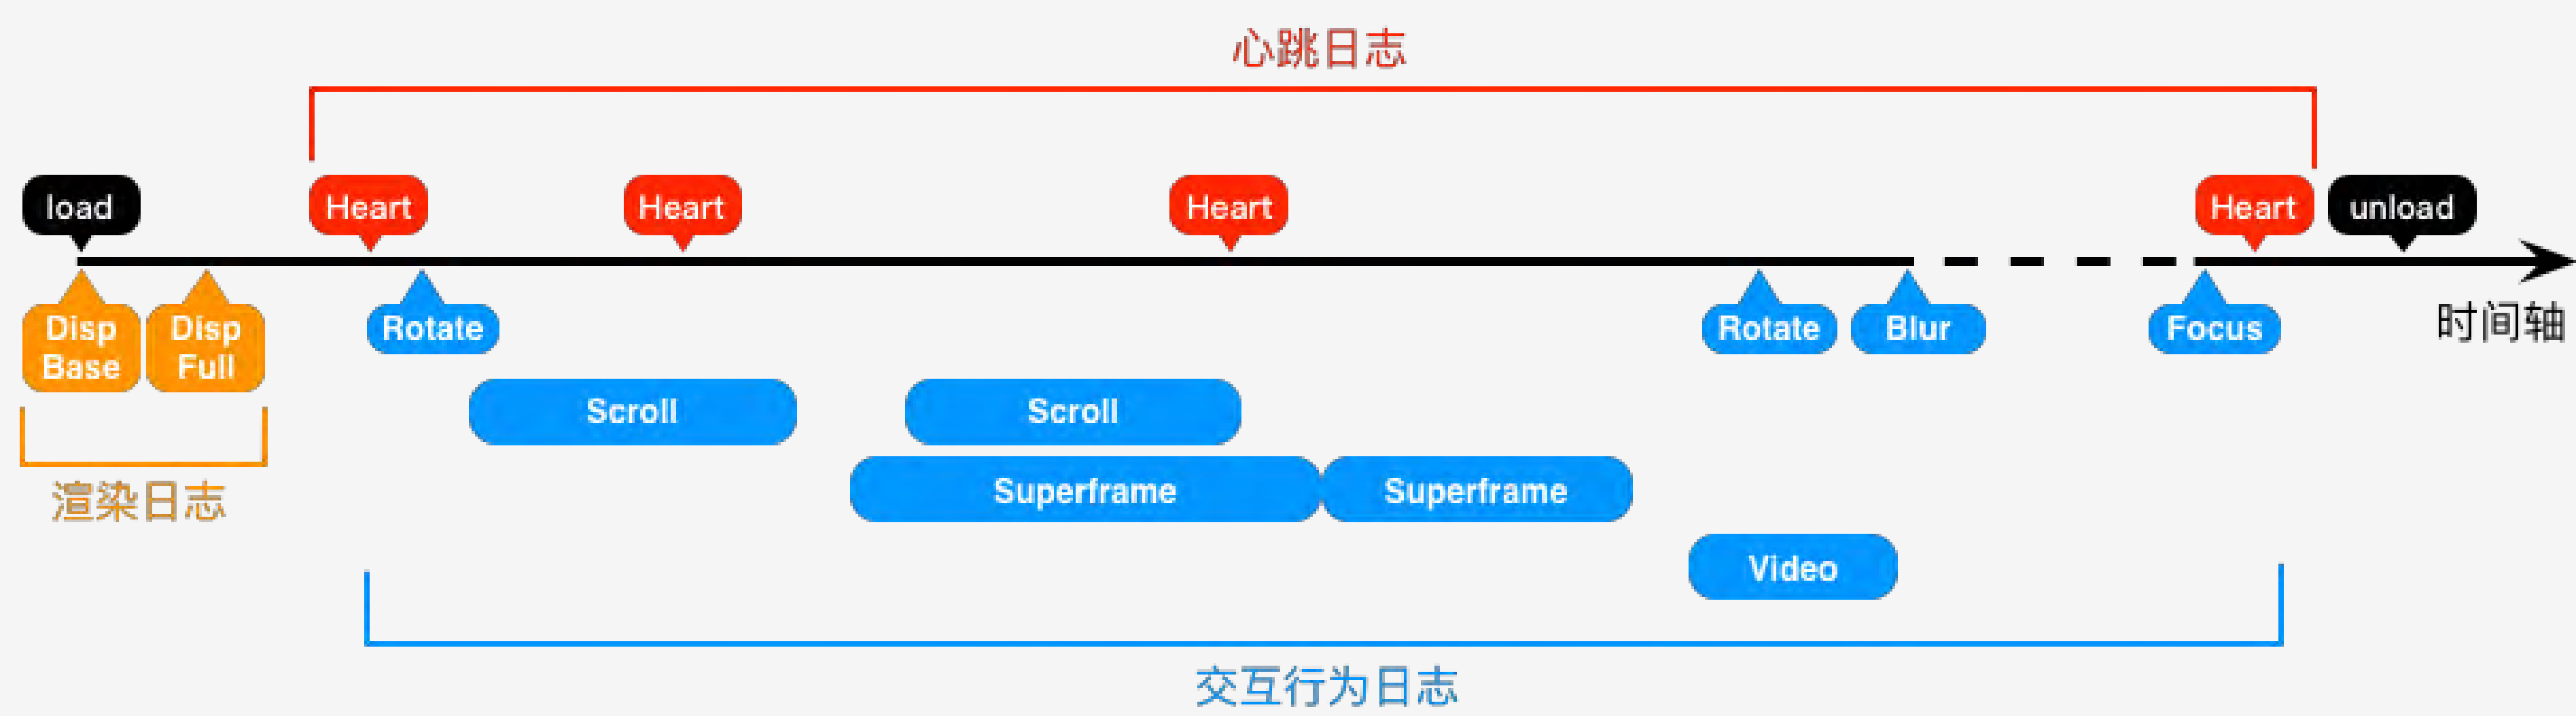 心跳日志
load
Heart
Heart
Heart
Heart
unload
时间轴
Disp
Base
Disp
Full
Rotate
Rotate
Blur
Focus
Scroll
Scroll
渲染日志
Superframe
Superframe
Video
交互行为日志